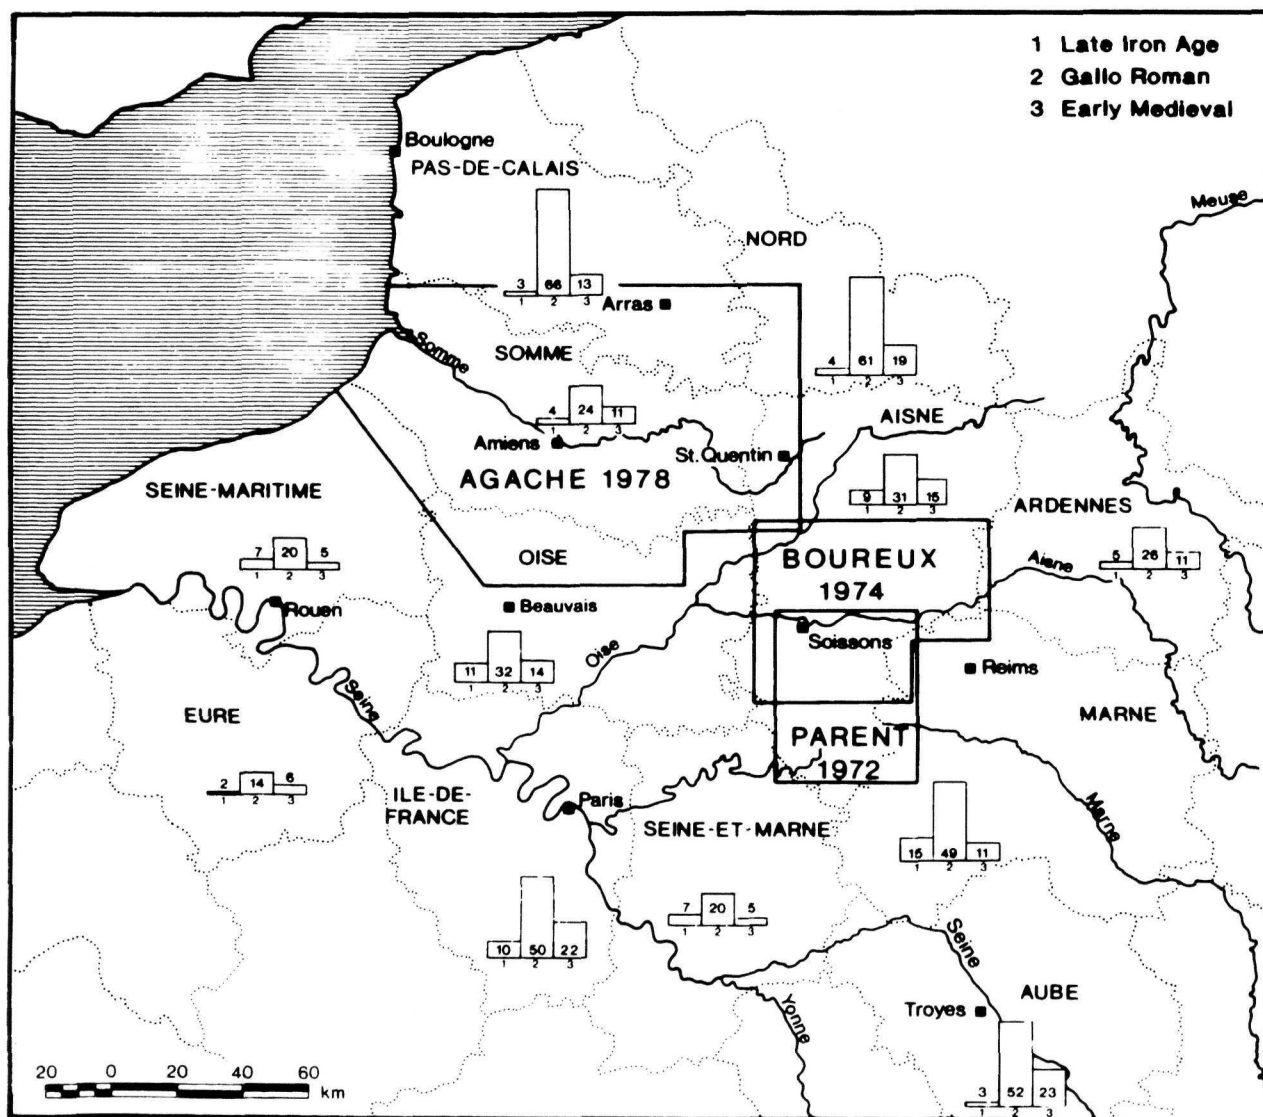 1 Late Iron Age
2 Gallo Roman
3 Early Medieval
Boulogne
PAS-DE-CALAIS
Meuse
NORD
3 66 13
1 2 3
Arras
Somme
SOMME
4 61 19
1 2 3
4 24 11
1 2 3
AISNE
Amiens
St. Quentin
AGACHE 1978
SEINE-MARITIME
9 31 15
1 2 3
ARDENNES
7 20 5
1 2 3
OISE
BOUREUX
1974
Aisne
5 26 11
1 2 3
Rouen
Beauvais
Soissons
Oise
Reims
11 32 14
1 2 3
Seine
EURE
MARNE
PARENT
1972
2 14 6
1 2 3
ILE-DE-
FRANCE
Paris
SEINE-ET-MARNE
Marne
15 49 11
1 2 3
7 20 5
1 2 3
10 50 22
1 2 3
Seine
Yonne
Troyes
AUBE
20 0 20 40 60
km
3 52 23
1 2 3